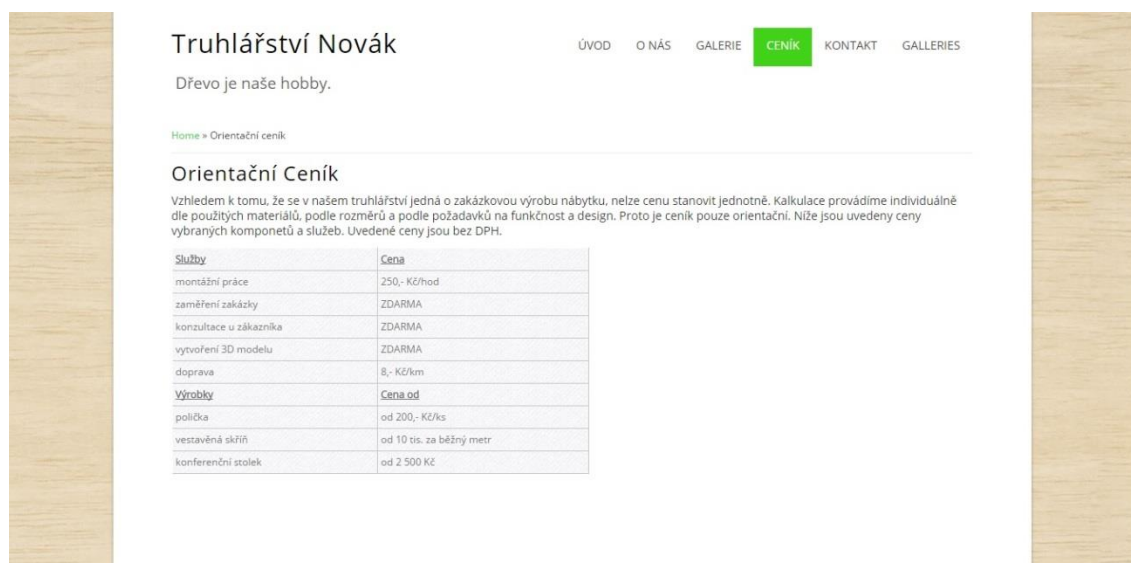 Truhlářství Novák
ÚVOD O NÁS GALERIE CENÍK KONTAKT GALLERIES
Dřevo je naše hobby.
Home » Orientační ceník
Orientační Ceník
Vzhledem k tomu, že se v našem truhlářství jedná o zakázkovou výrobu nábytku, nelze cenu stanovit jednotně. Kalkulace provádíme individuálně
dle použitých materiálů, podle rozměrů a podle požadavků na funkčnost a design. Proto je ceník pouze orientační. Níže jsou uvedeny ceny
vybraných komponetů a služeb. Uvedené ceny jsou bez DPH.
Služby Cena
montážní práce 250,- Kč/hod
zaměření zakázky ZDARMA
konzultace u zákazníka ZDARMA
vytvoření 3D modelu ZDARMA
doprava 8,- Kč/km
Výrobky Cena od
polička od 200,- Kč/ks
vestavěná skříň od 10 tis. za běžný metr
konferenční stolek od 2 500 Kč